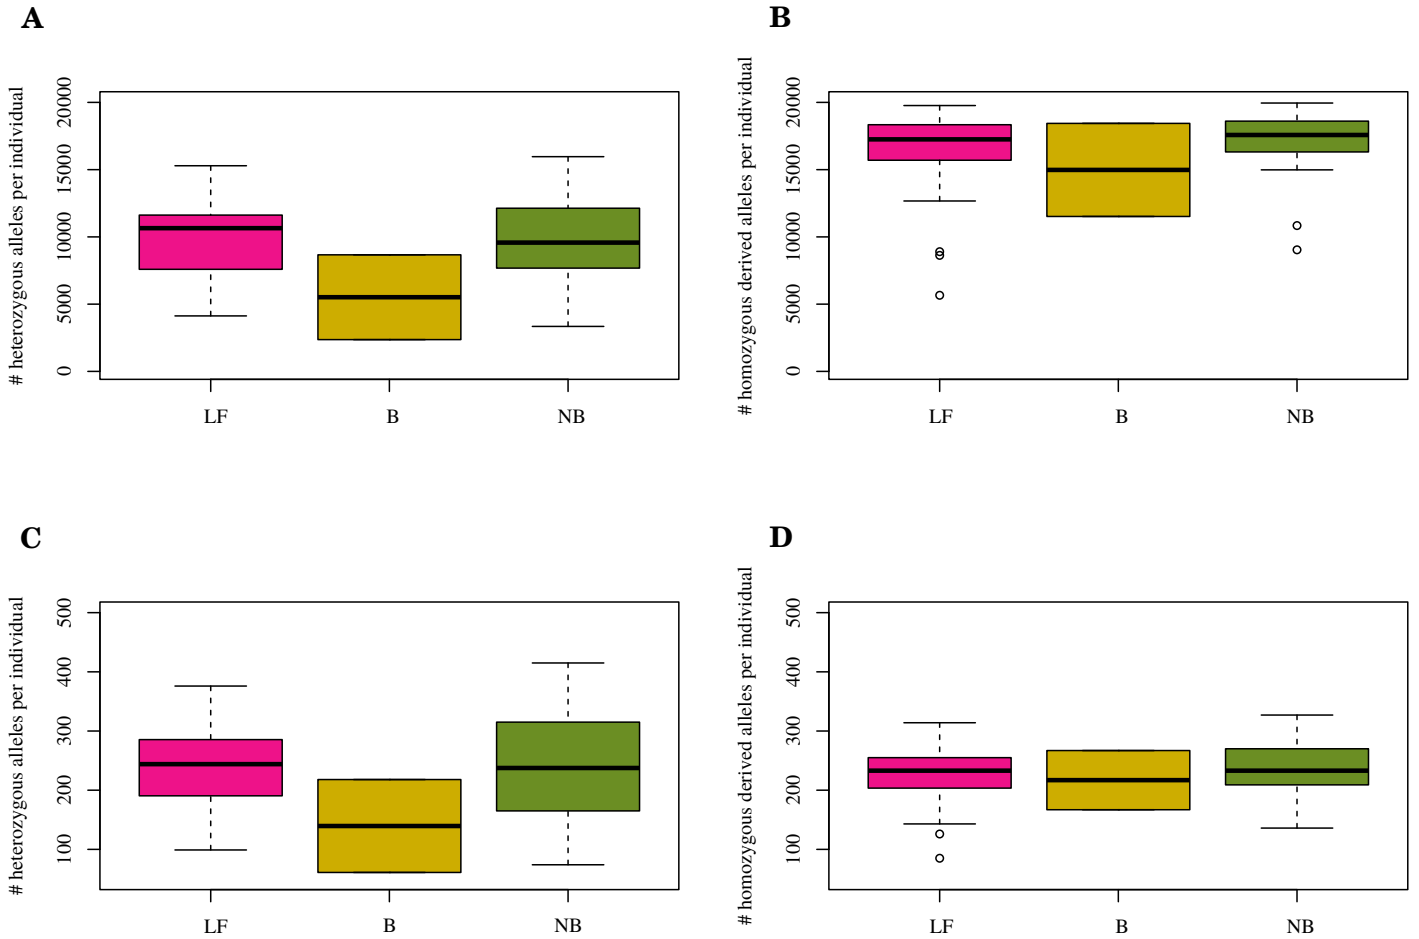 A
# heterozygous alleles per individual
20000
15000
10000
5000
0
LF
B
NB
B
# homozygous derived alleles per individual
20000
15000
10000
5000
0
LF
B
NB
C
# heterozygous alleles per individual
500
400
300
200
100
LF
B
NB
D
# homozygous derived alleles per individual
500
400
300
200
100
LF
B
NB